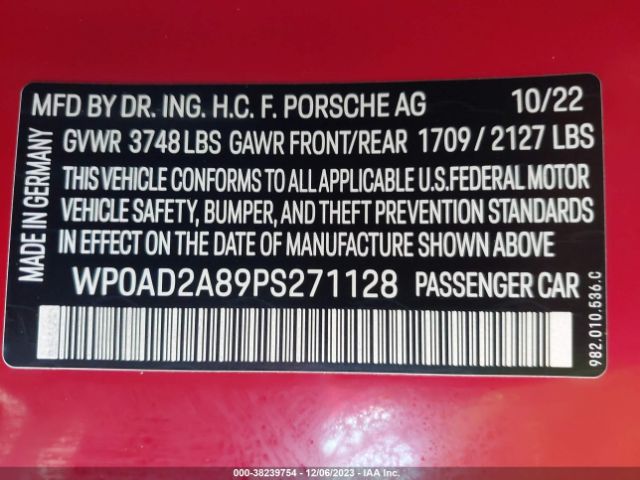 MFD BY DR. ING. H.C. F. PORSCHE AG 10/22
GVWR 3748 LBS GAWR FRONT/REAR 1709 / 2127 LBS
THIS VEHICLE CONFORMS TO ALL APPLICABLE U.S. FEDERAL MOTOR
VEHICLE SAFETY, BUMPER, AND THEFT PREVENTION STANDARDS
IN EFFECT ON THE DATE OF MANUFACTURE SHOWN ABOVE
WP0AD2A89PS271128 PASSENGER CAR
MADE IN GERMANY
982.010.536.C
000-38239754 - 12/06/2023 - IAA Inc.